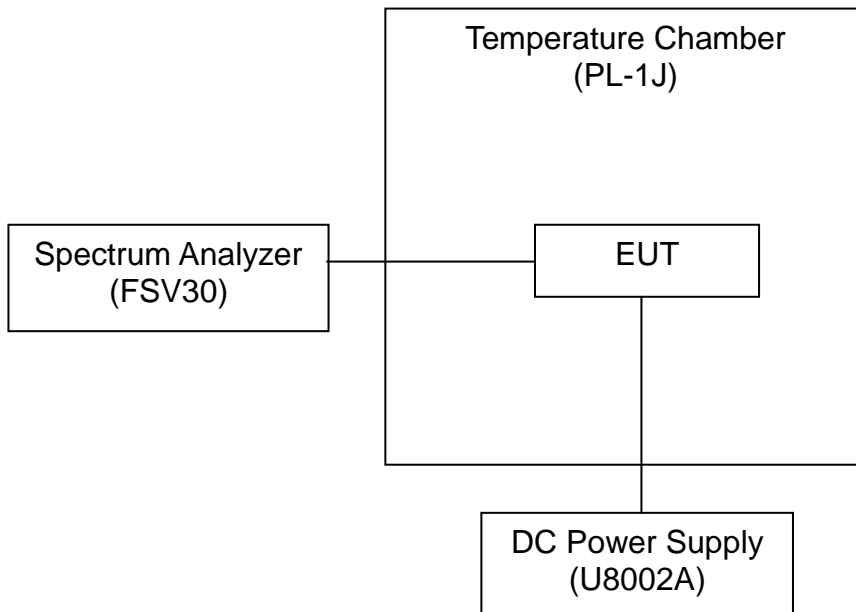 Temperature Chamber
(PL-1J)
Spectrum Analyzer
(FSV30)
EUT
DC Power Supply
(U8002A)